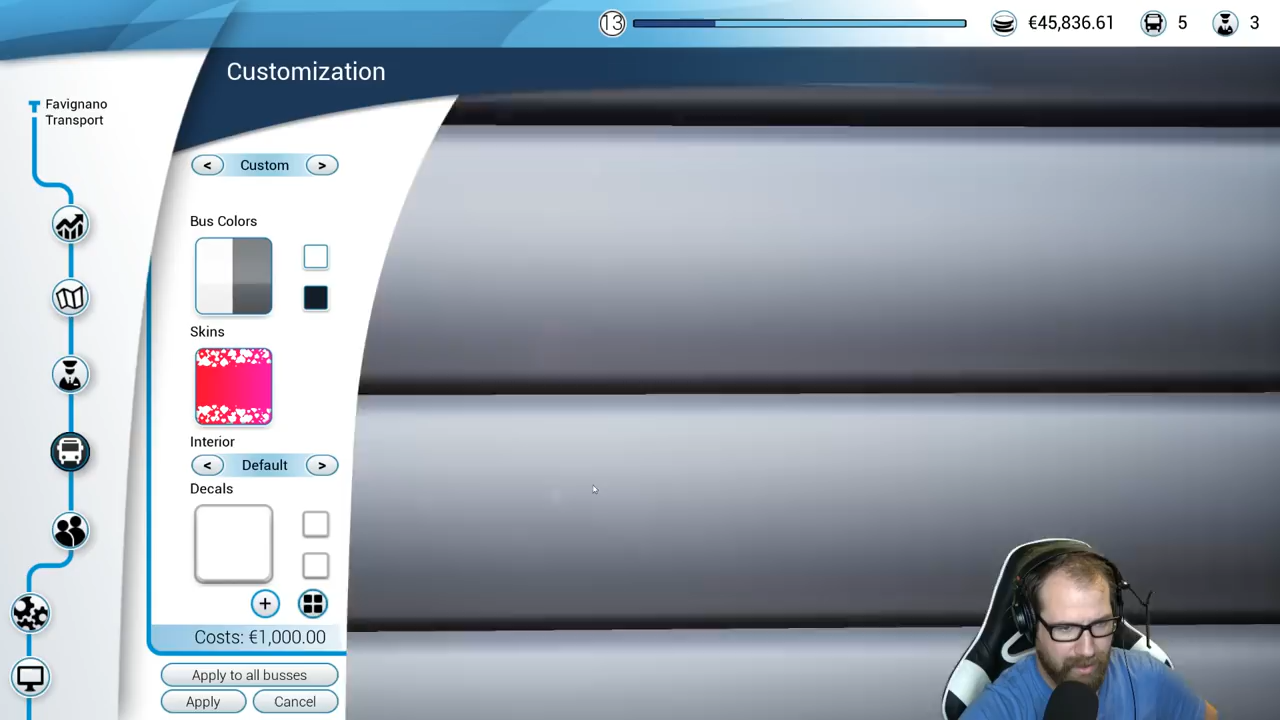 13
€45,836.61
5
3
Customization
Favignano
Transport
< Custom >
Bus Colors
Skins
Interior
< Default >
Decals
+
Costs: €1,000.00
Apply to all busses
Apply
Cancel